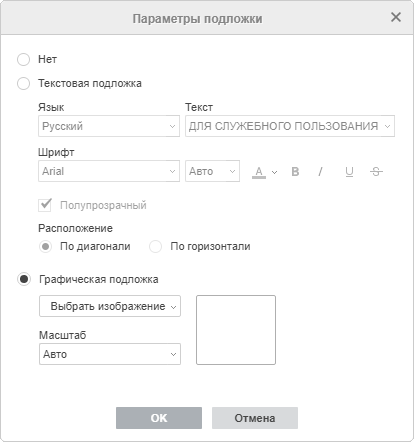 Параметры подложки
Нет
Текстовая подложка
Язык Текст
Русский ДЛЯ СЛУЖЕБНОГО ПОЛЬЗОВАНИЯ
Шрифт
Arial Авто A B I U S
Полупрозрачный
Расположение
По диагонали По горизонтали
Графическая подложка
Выбрать изображение
Масштаб
Авто
OK Отмена